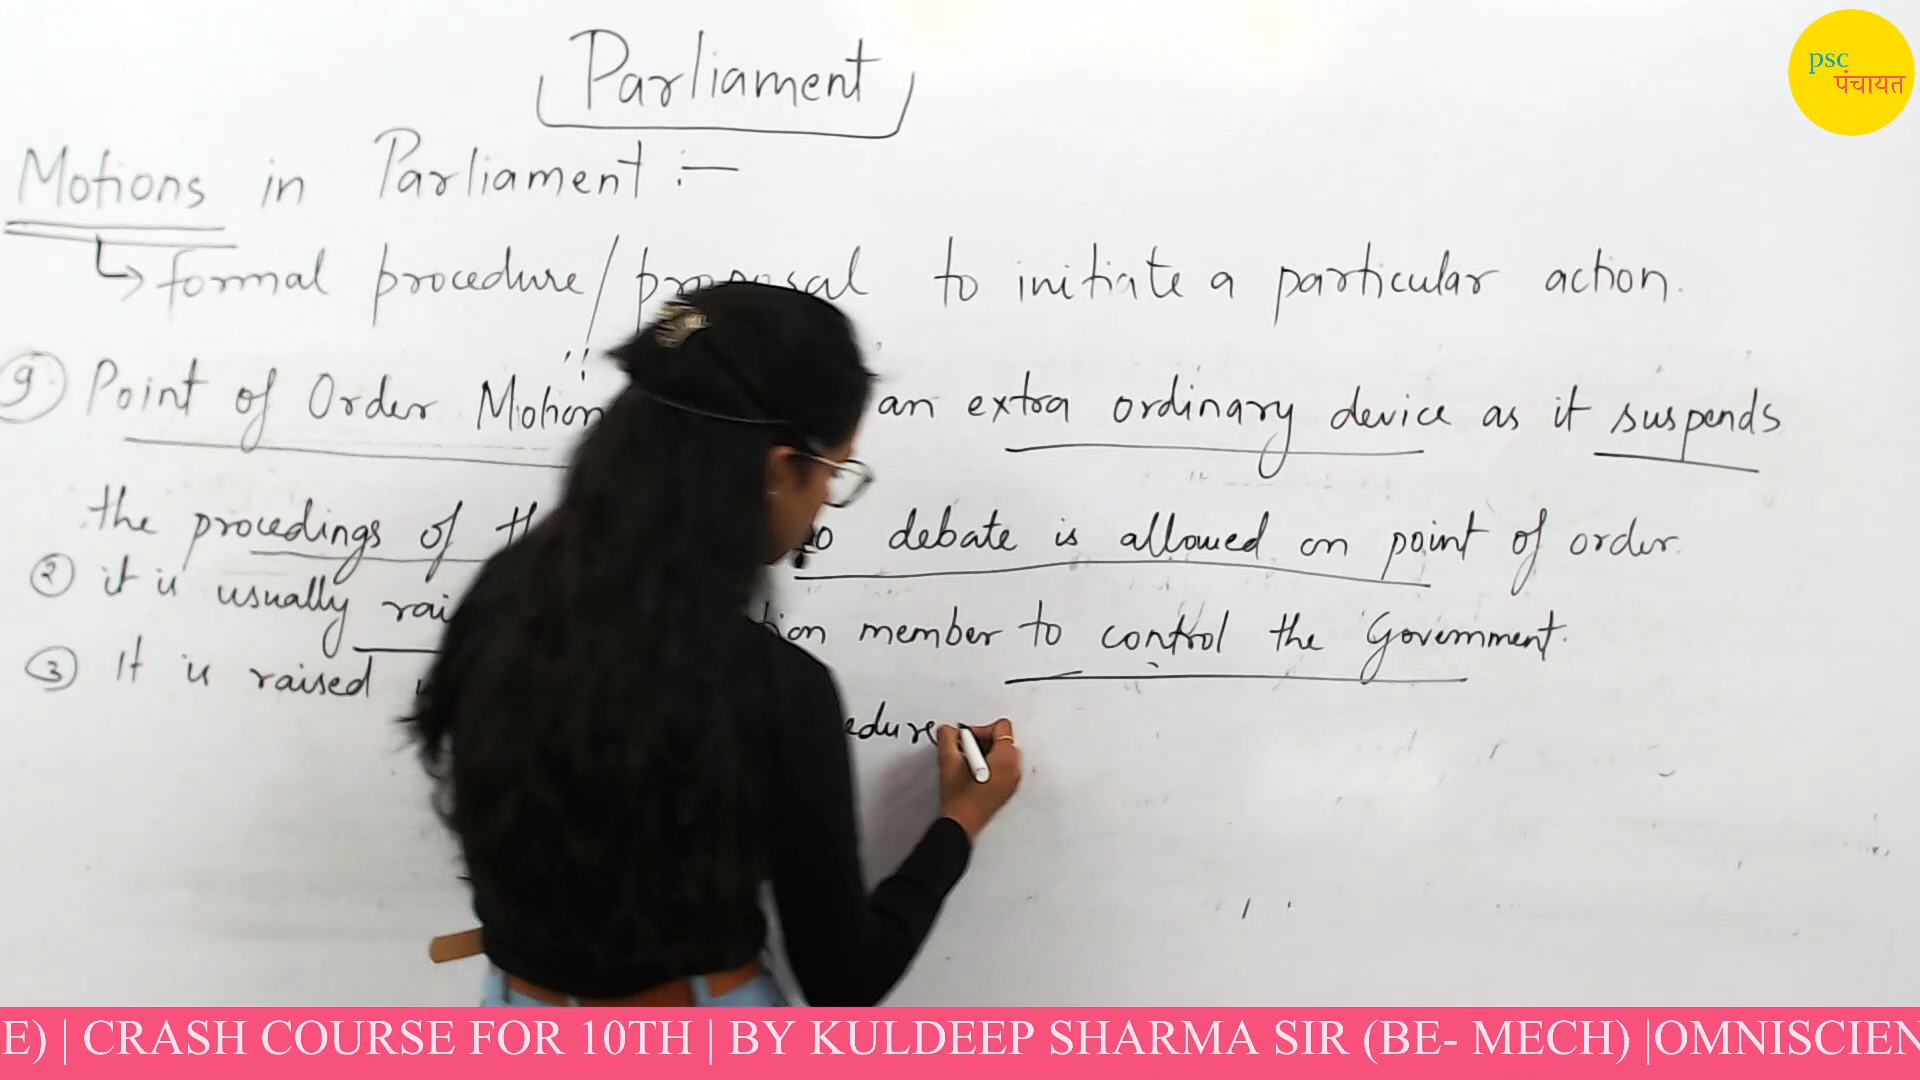 Parliament
psc
पंचायत
Motions in Parliament :-
↳ formal procedure/proposal to initiate a particular action.
9 Point of Order Motion an extra ordinary device as it suspends
the procedings of debate is allowed on point of order.
2 it is usually member to control the Government.
3 It is raised
E) | CRASH COURSE FOR 10TH | BY KULDEEP SHARMA SIR (BE- MECH) |OMNISCIEN